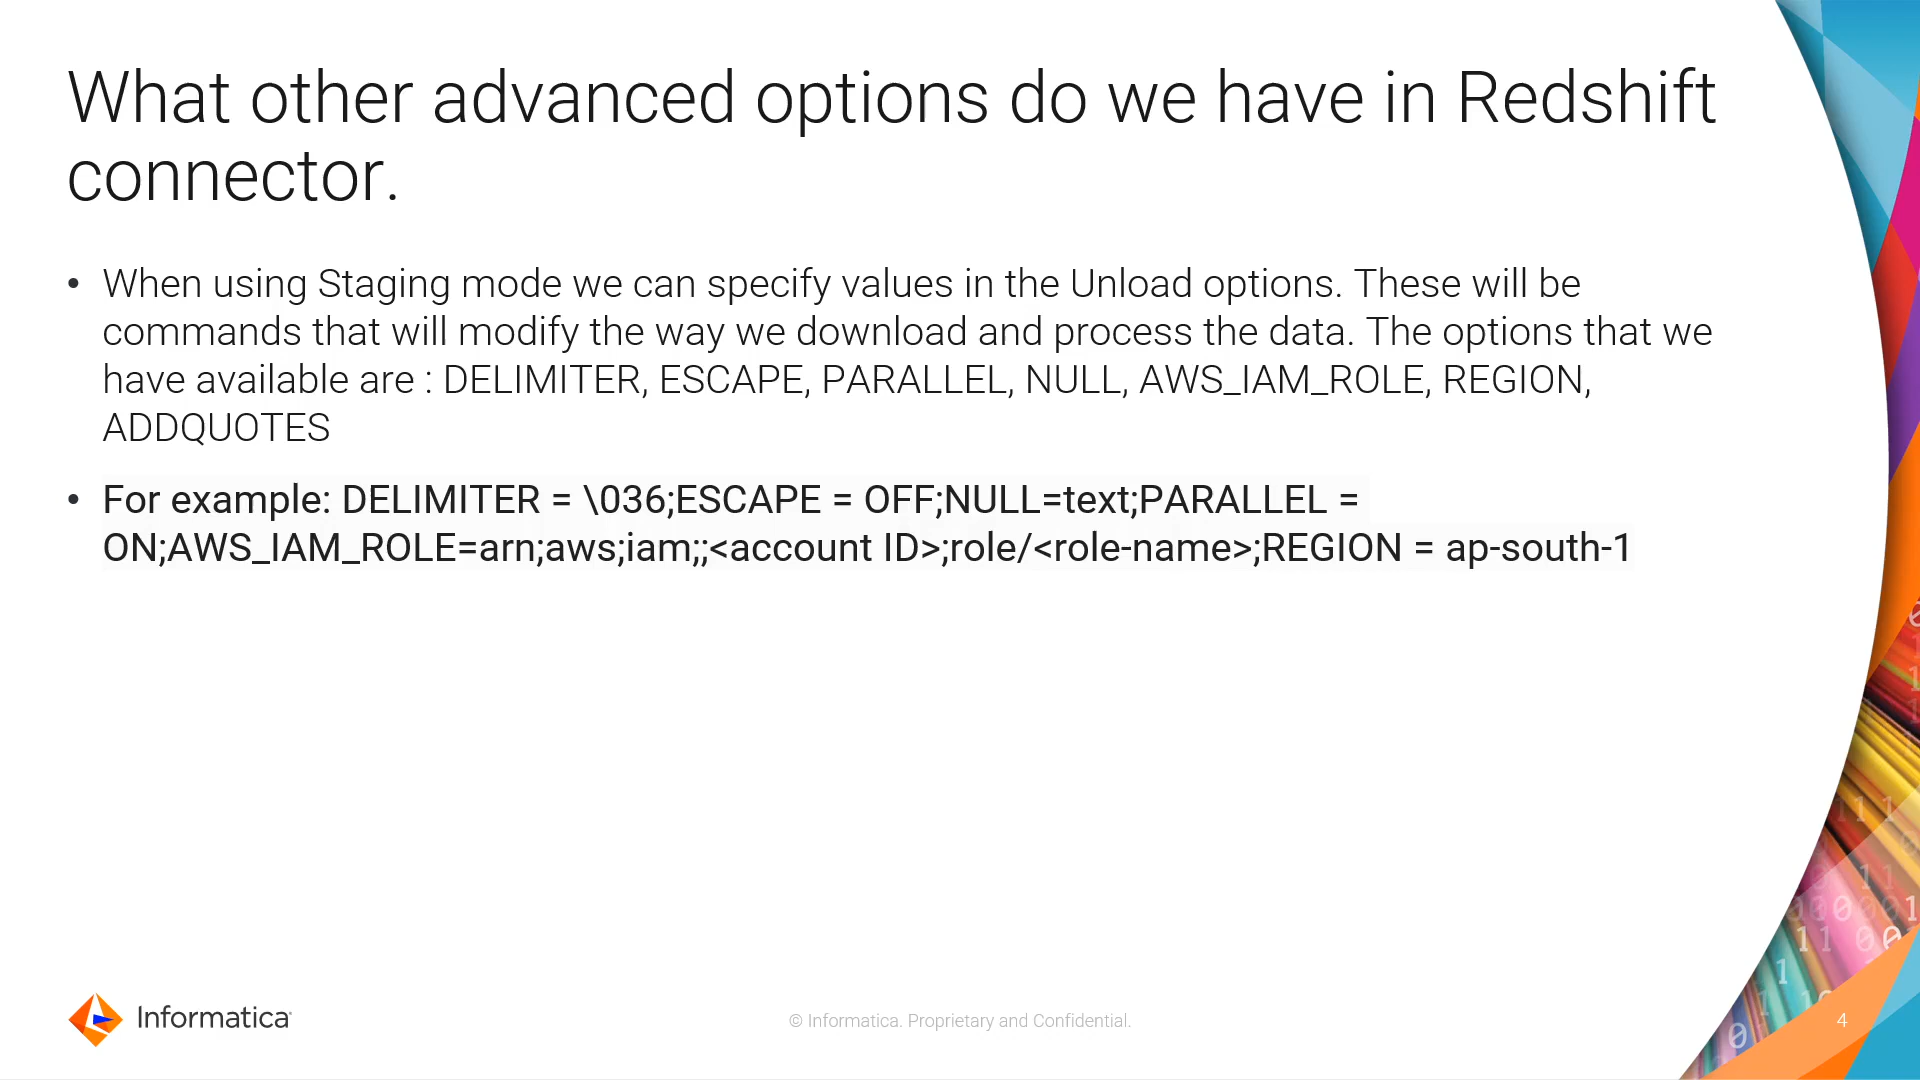 What other advanced options do we have in Redshift
connector.
• When using Staging mode we can specify values in the Unload options. These will be
commands that will modify the way we download and process the data. The options that we
have available are : DELIMITER, ESCAPE, PARALLEL, NULL, AWS_IAM_ROLE, REGION,
ADDQUOTES
• For example: DELIMITER = \036;ESCAPE = OFF;NULL=text;PARALLEL =
ON;AWS_IAM_ROLE=arn;aws;iam;;<account ID>;role/<role-name>;REGION = ap-south-1
Informatica
© Informatica. Proprietary and Confidential.
4